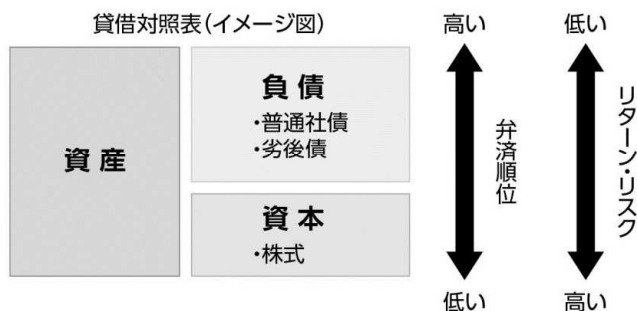 貸借対照表(イメージ図)
資産
負債
・普通社債
・劣後債
資本
・株式
高い
弁済順位
低い
低い
リターン・リスク
高い